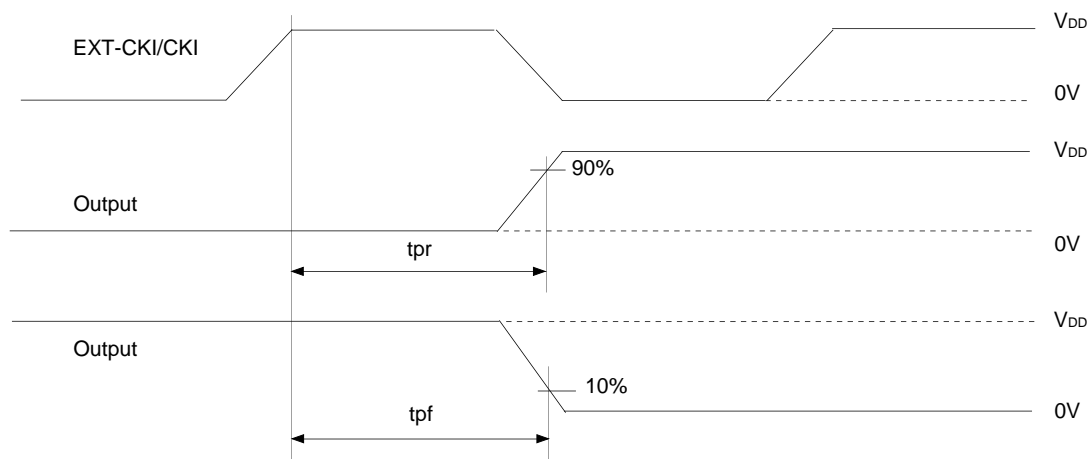 VDD
EXT-CKI/CKI
0V
VDD
90%
Output
0V
tpr
VDD
Output
10%
0V
tpf